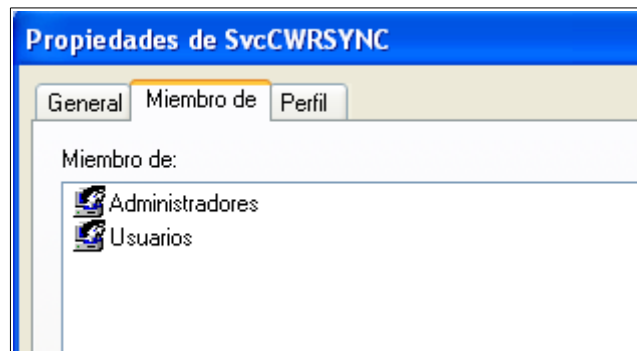 Propiedades de SvcCWRSYNC
General Miembro de Perfil
Miembro de:
Administradores
Usuarios